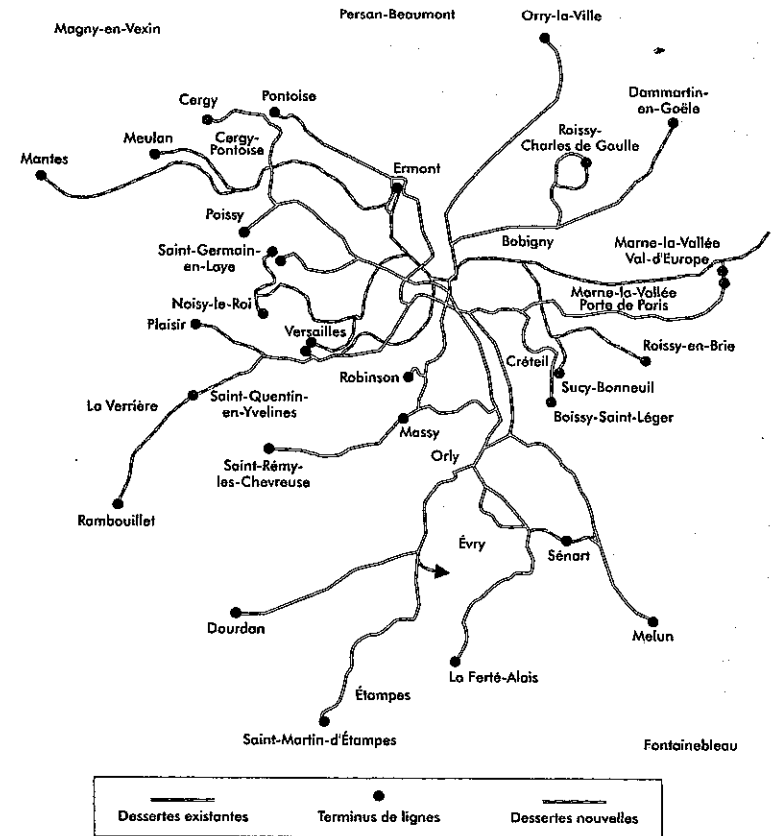 Magny-en-Vexin
Persan-Beaumont
Orry-la-Ville
Cergy
Pontoise
Dammartin-
en-Goële
Meulan
Cergy-
Pontoise
Roissy-
Charles de Gaulle
Mantes
Ermont
Poissy
Bobigny
Saint-Germain-
en-Laye
Marne-la-Vallée
Val-d'Europe
Noisy-le-Roi
Marne-la-Vallée
Porte de Paris
Plaisir
Versailles
Créteil
Roissy-en-Brie
Robinson
Sucy-Bonneuil
La Verrière
Saint-Quentin-
en-Yvelines
Boissy-Saint-Léger
Massy
Orly
Saint-Rémy-
les-Chevreuse
Rambouillet
Évry
Sénart
Dourdan
Melun
La Ferté-Alais
Étampes
Saint-Martin-d'Étampes
Fontainebleau
Dessertes existantes
Terminus de lignes
Dessertes nouvelles